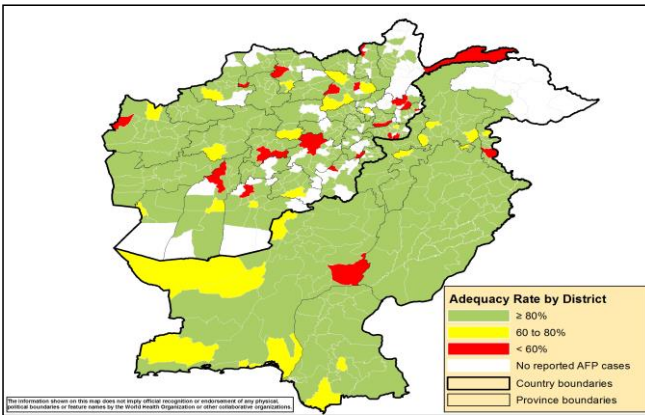 Adequacy Rate by District
≥ 80%
60 to 80%
< 60%
No reported AFP cases
Country boundaries
Province boundaries
The information shown on this map does not imply official recognition or endorsement of any physical,
political boundaries or feature names by the World Health Organization or other collaborative organizations.